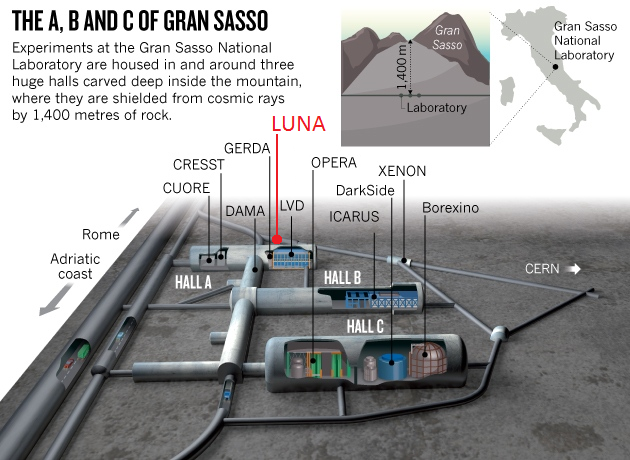 THE A, B AND C OF GRAN SASSO
Experiments at the Gran Sasso National
Laboratory are housed in and around three
huge halls carved deep inside the mountain,
where they are shielded from cosmic rays
by 1,400 metres of rock.
Gran
Sasso
1,400 m
Laboratory
Gran Sasso
National
Laboratory
LUNA
GERDA
CRESST
CUORE
DAMA
LVD
OPERA
XENON
DarkSide
ICARUS
Borexino
Rome
Adriatic
coast
CERN
HALL A
HALL B
HALL C